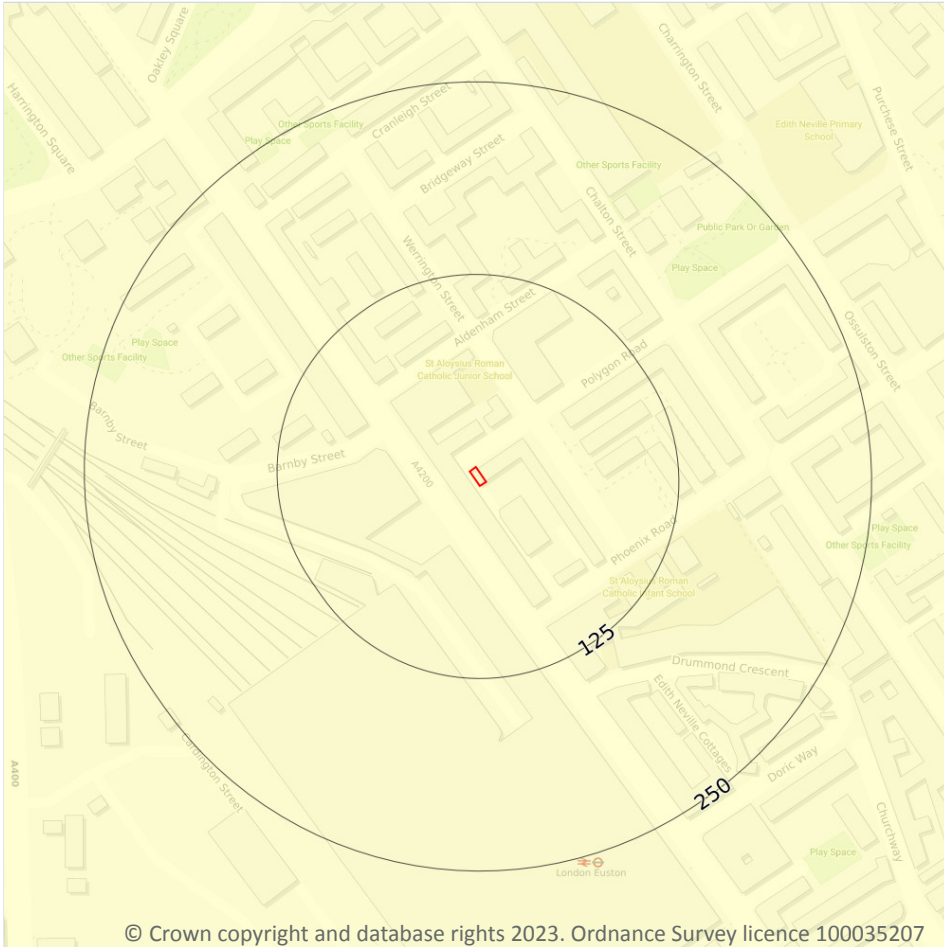 Oakley Square
Charrington Street
Harrington Square
Purchese Street
Cranleigh Street
Other Sports Facility
Play Space
Edith Neville Primary
School
Bridgeway Street
Other Sports Facility
Chalton Street
Public Park Or Garden
Werrington Street
Play Space
Aldenham Street
Ossulston Street
Play Space
Other Sports Facility
St Aloysius Roman
Catholic Junior School
Polygon Road
Barnby Street
Barnby Street
A4200
Phoenix Road
Play Space
Other Sports Facility
St Aloysius Roman
Catholic Infant School
125
Drummond Crescent
Edith Neville Cottages
Cardington Street
A400
Doric Way
250
Churchway
Play Space
London Euston
© Crown copyright and database rights 2023. Ordnance Survey licence 100035207